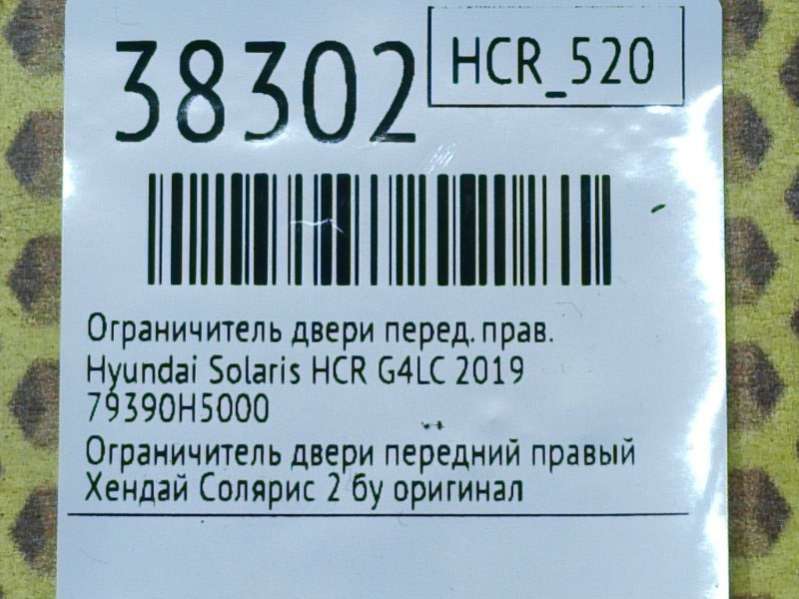 38302
HCR_520
Ограничитель двери перед. прав.
Hyundai Solaris HCR G4LC 2019
79390H5000
Ограничитель двери передний правый
Хендай Солярис 2 бу оригинал